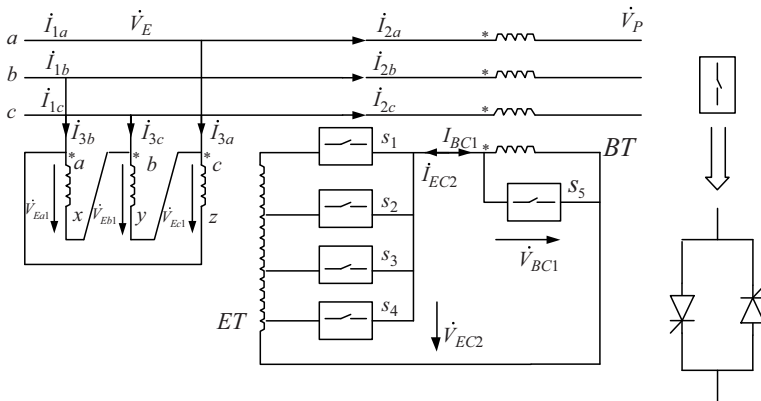 a İ1a V̇E İ2a * V̇P
b İ1b İ2b *
c İ1c İ2c *
İ3b İ3c İ3a s1 IBC1 * BT
* a * b * c İEC2
V̇Ea1 x V̇Eb1 y V̇Ec1 z s2 s5
s3 V̇BC1
ET s4 V̇EC2